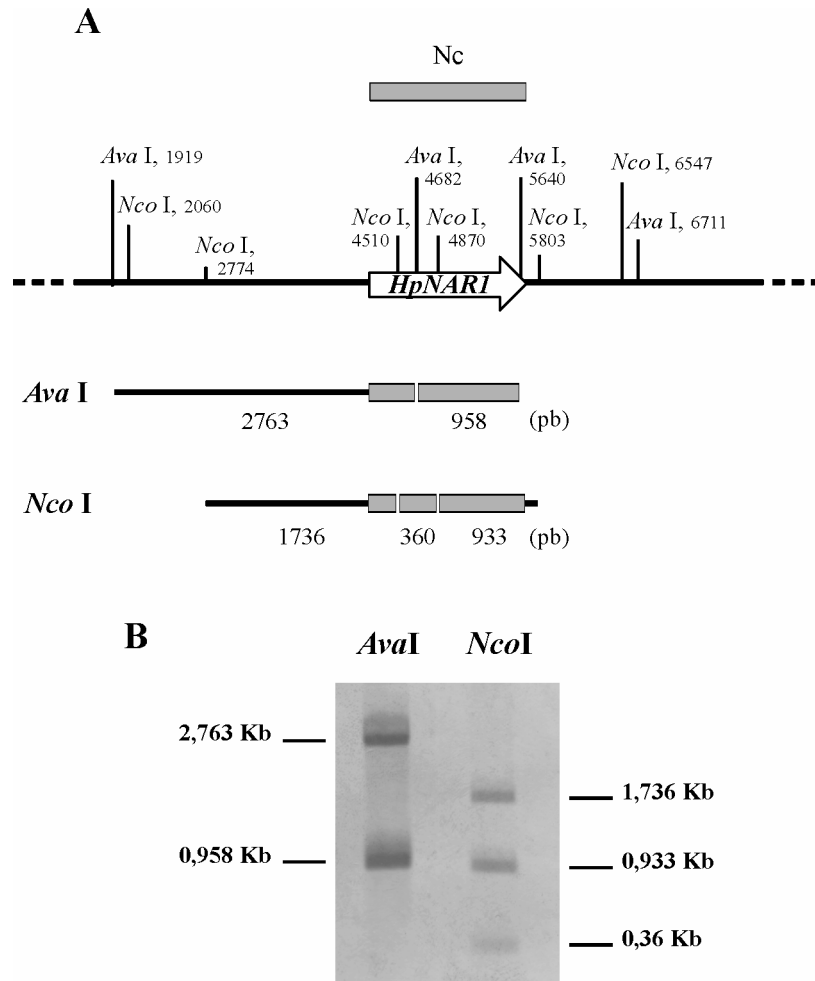 A
Nc
Ava I, 1919
Nco I, 2060
Nco I,
2774
Nco I,
4510
Ava I,
4682
Nco I,
4870
Ava I,
5640
Nco I,
5803
Nco I, 6547
Ava I, 6711
HpNAR1
Ava I
2763 958 (pb)
Nco I
1736 360 933 (pb)
B
AvaI NcoI
2,763 Kb
1,736 Kb
0,958 Kb
0,933 Kb
0,36 Kb